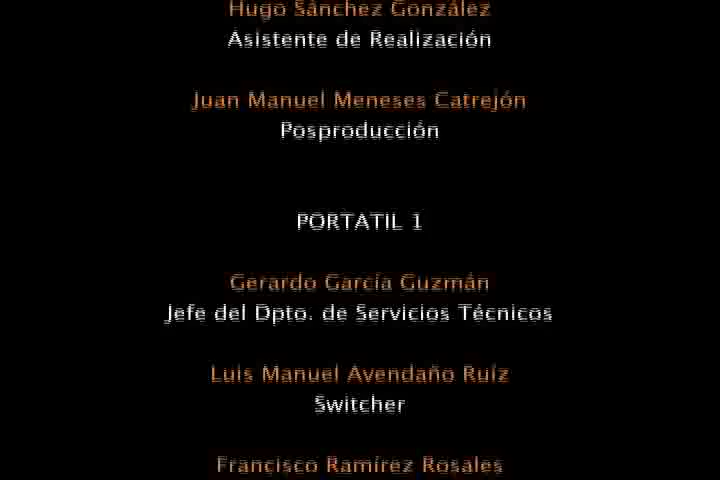 Hugo Sánchez González
Asistente de Realización
Juan Manuel Meneses Catrejón
Posproducción
PORTATIL 1
Gerardo García Guzmán
Jefe del Dpto. de Servicios Técnicos
Luis Manuel Avendaño Ruíz
Switcher
Francisco Ramírez Rosales